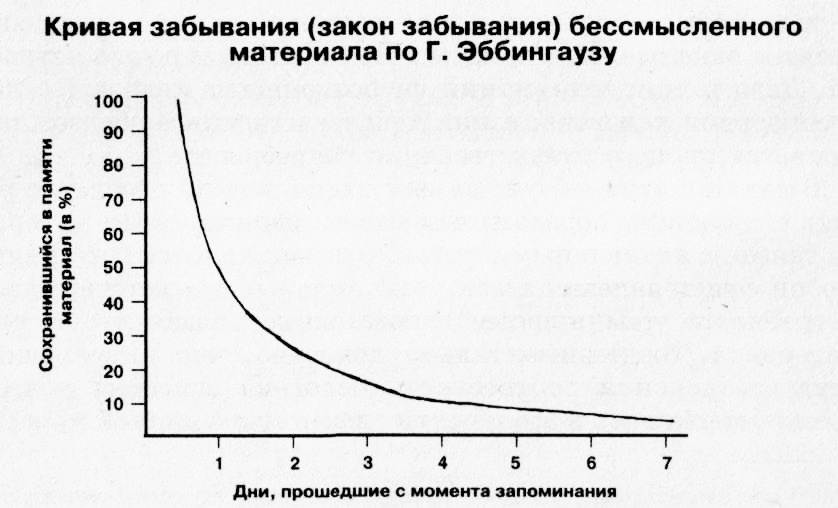 Кривая забывания (закон забывания) бессмысленного
материала по Г. Эббингаузу
Сохранившийся в памяти
материал (в %)
100
90
80
70
60
50
40
30
20
10
1 2 3 4 5 6 7
Дни, прошедшие с момента запоминания